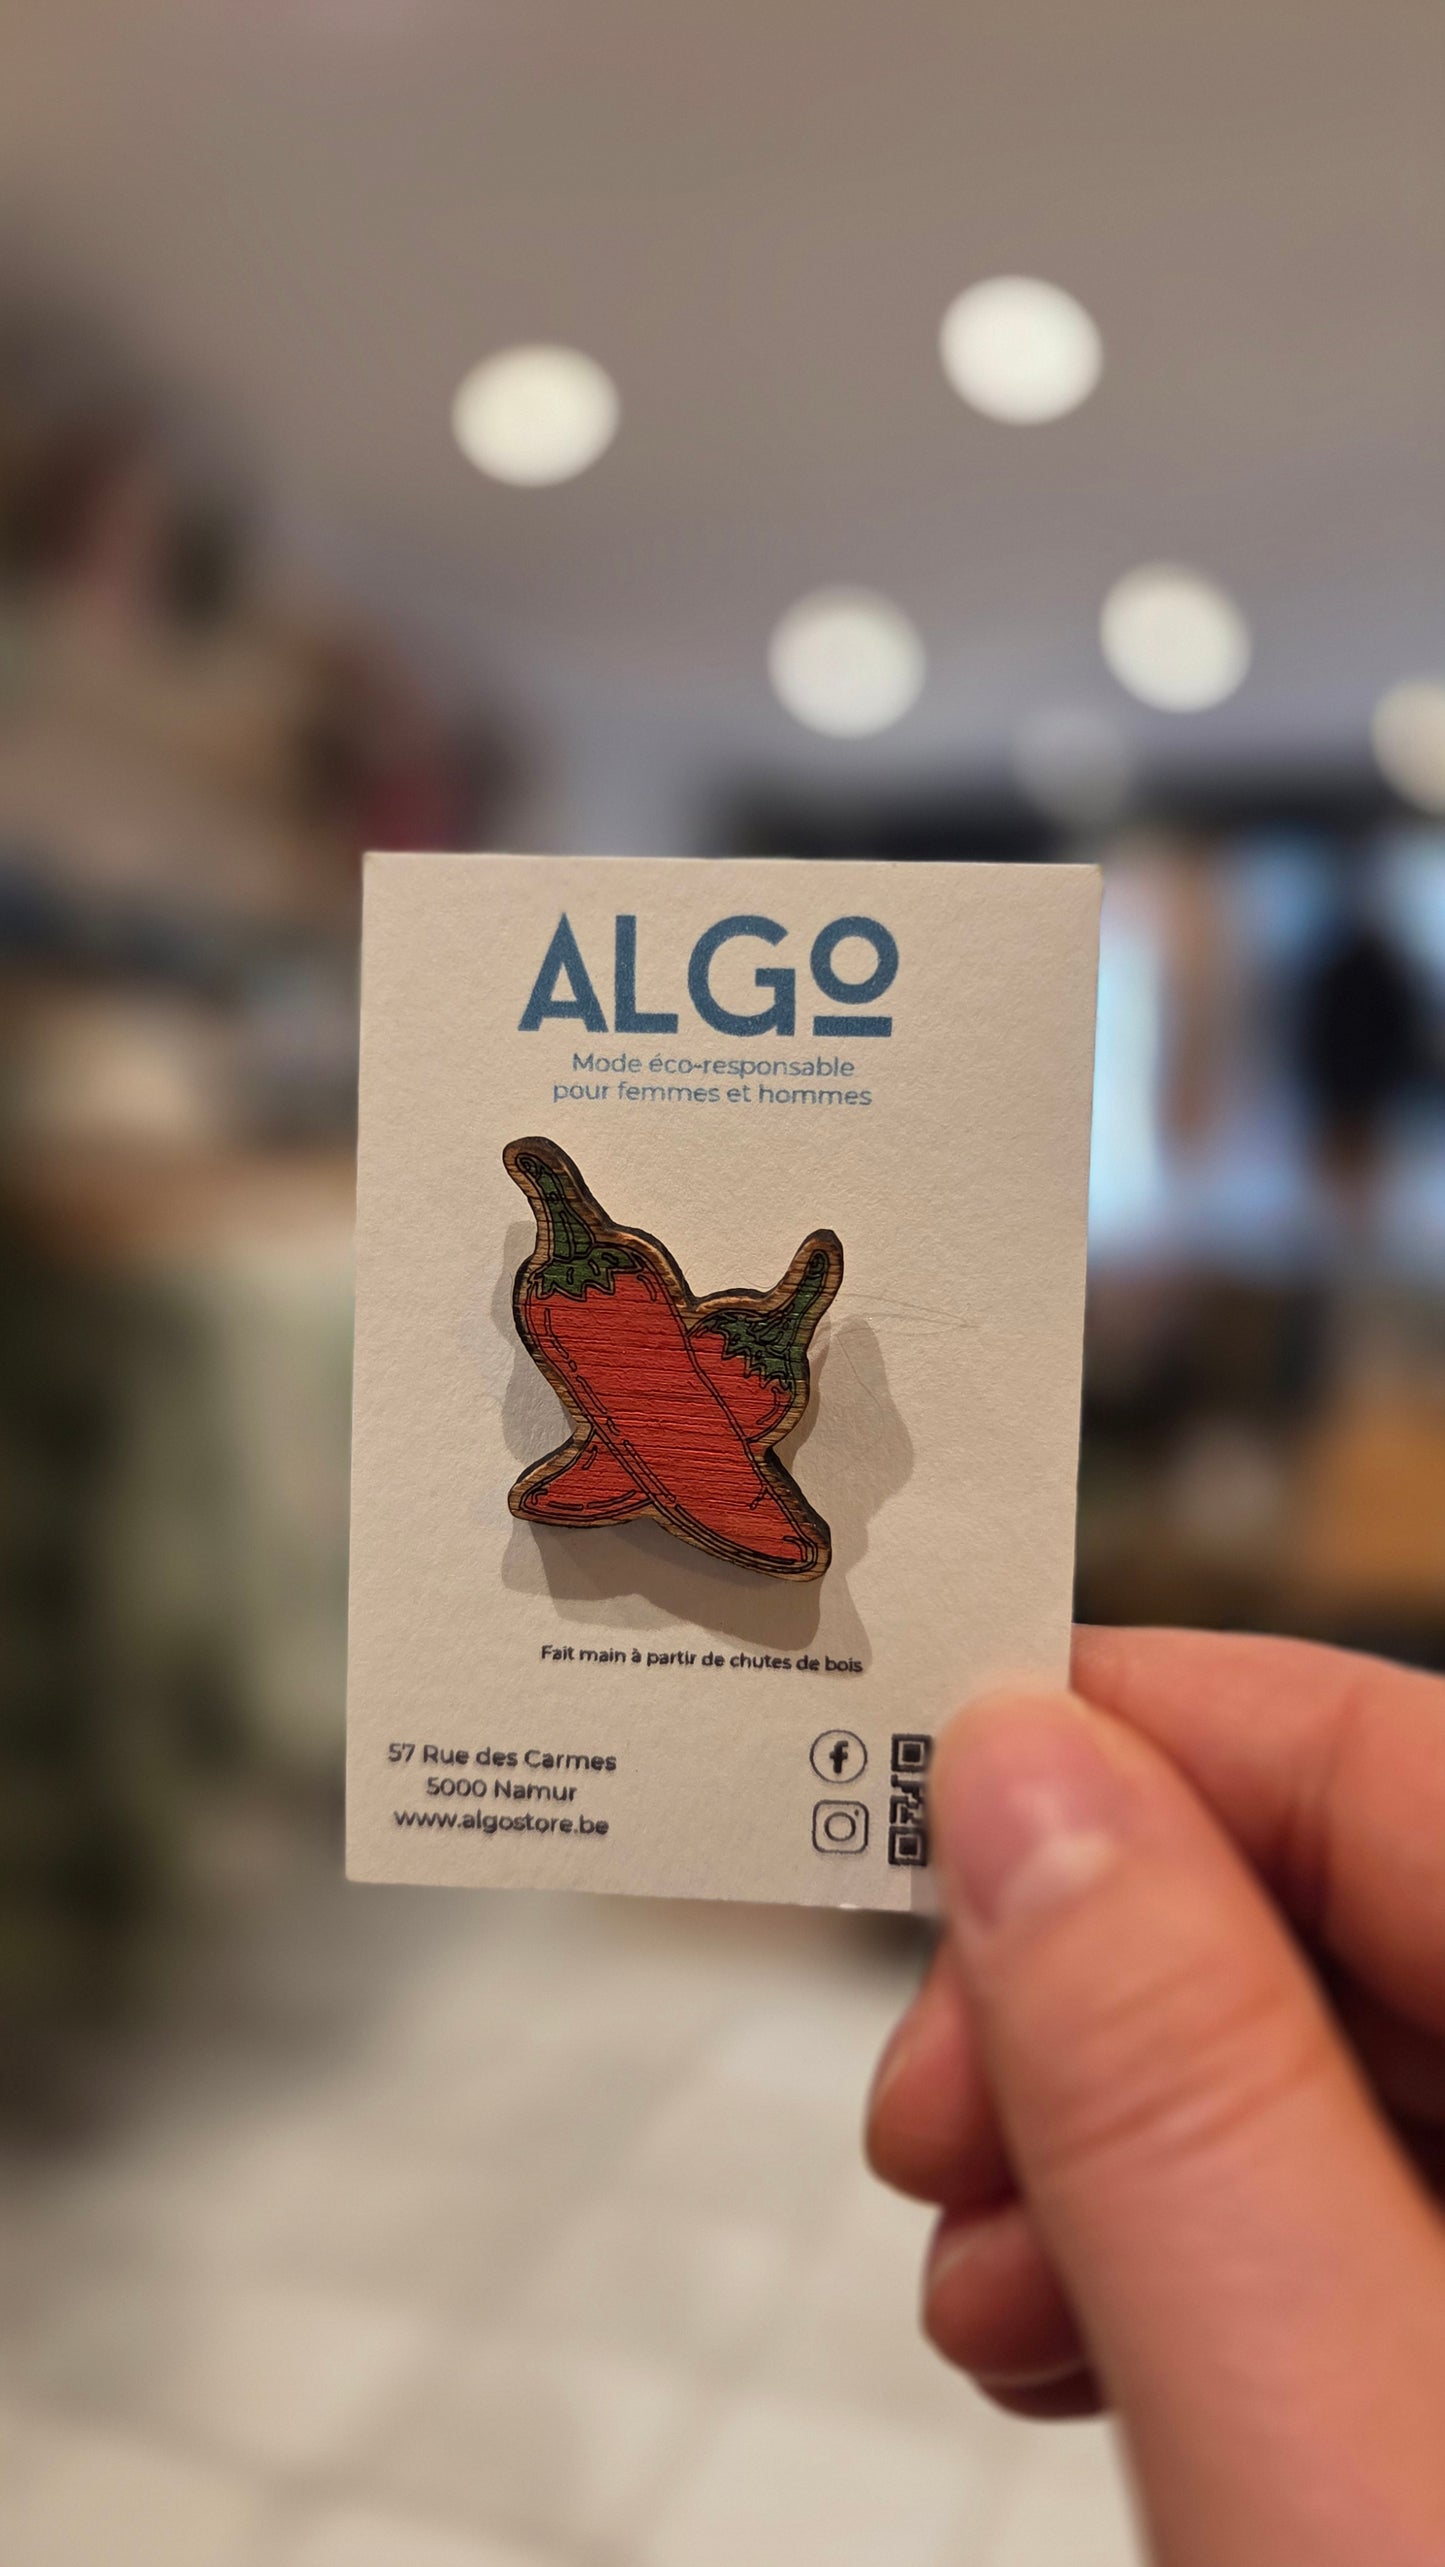 ALGO
Mode éco-responsable
pour femmes et hommes
Fait main à partir de chutes de bois
57 Rue des Carmes
5000 Namur
www.algostore.be